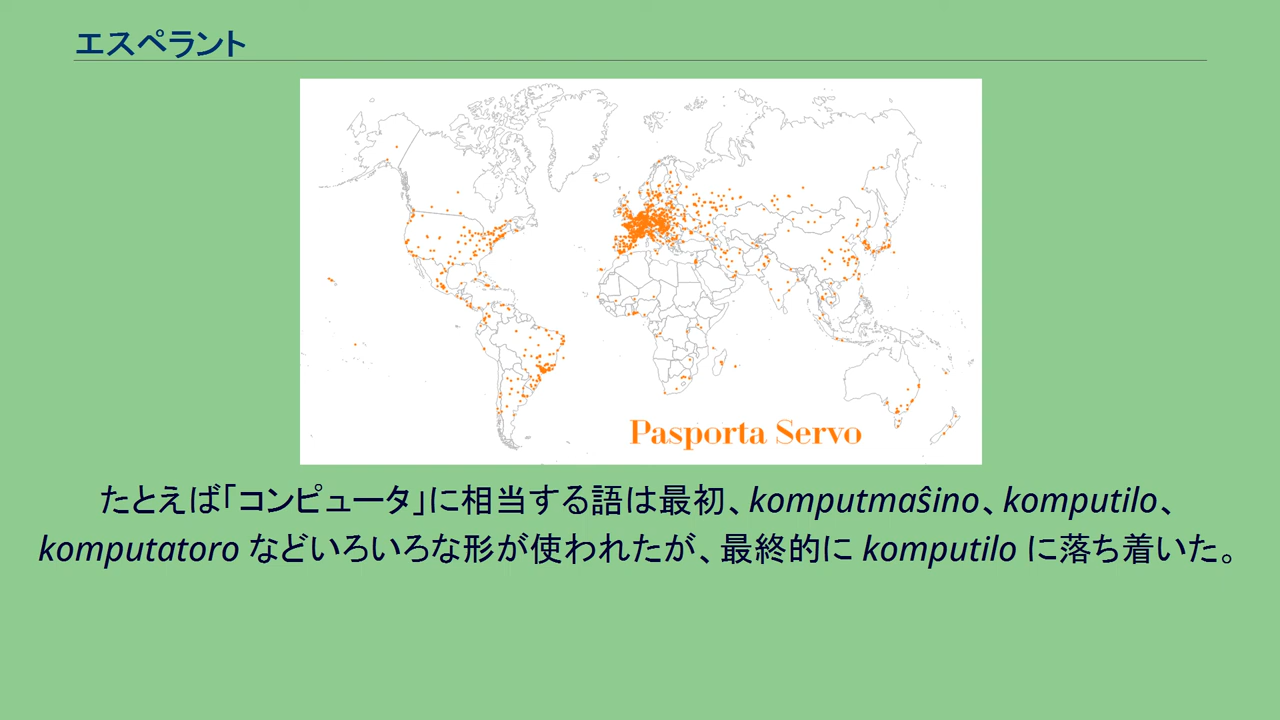 エスペラント
Pasporta Servo
たとえば「コンピュータ」に相当する語は最初、komputmaŝino、komputilo、
komputatoro などいろいろな形が使われたが、最終的に komputilo に落ち着いた。